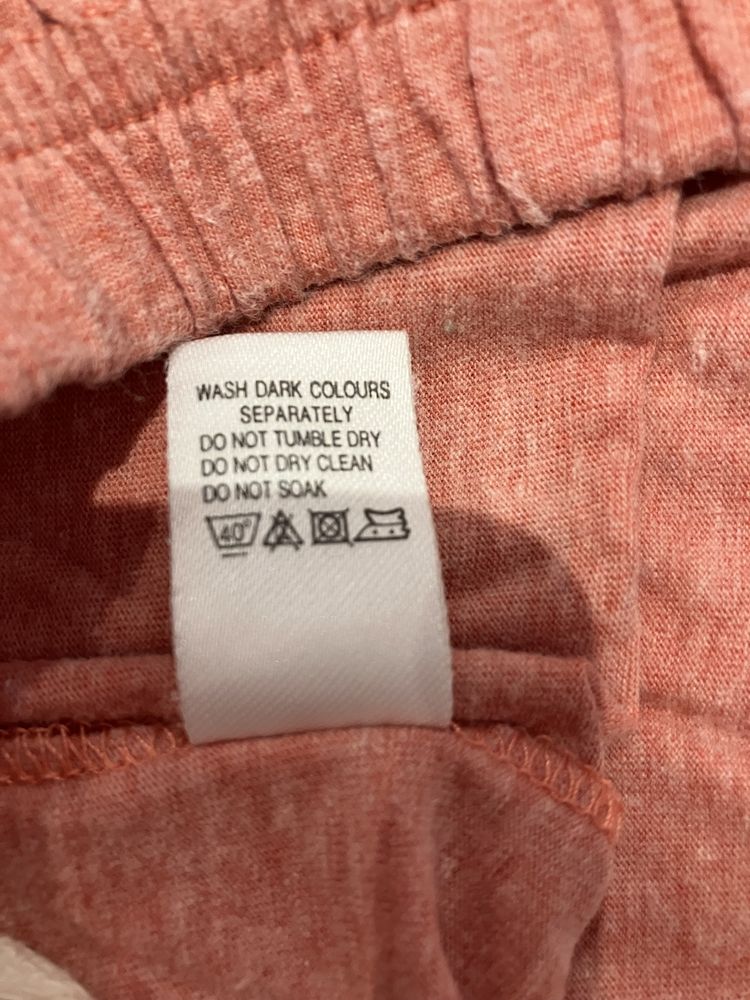 WASH DARK COLOURS
SEPARATELY
DO NOT TUMBLE DRY
DO NOT DRY CLEAN
DO NOT SOAK
40°